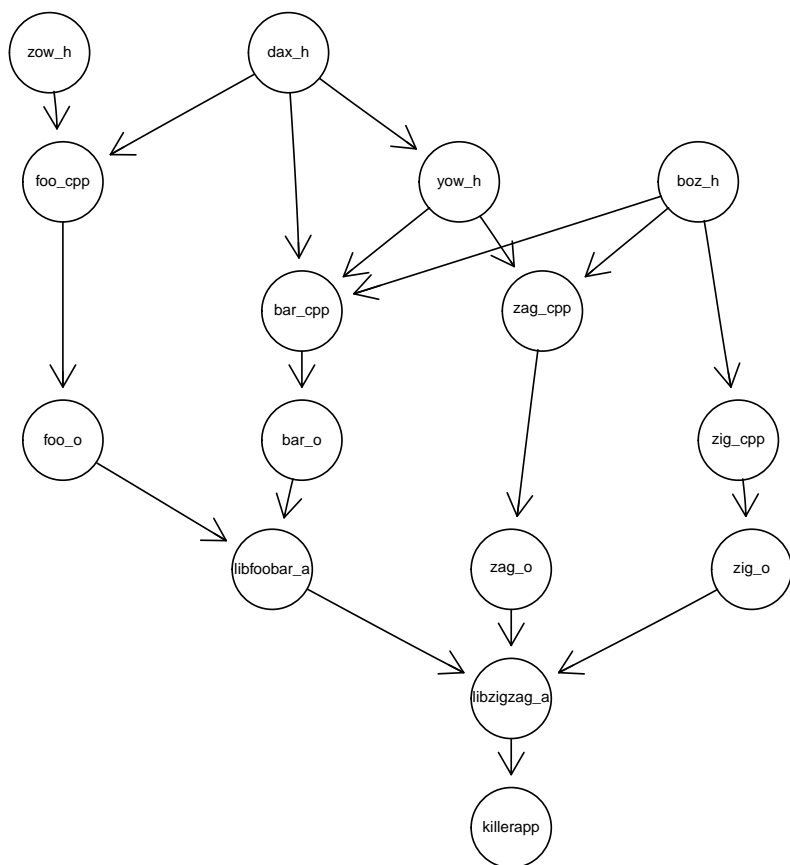 zow_h
dax_h
foo_cpp
yow_h
boz_h
bar_cpp
zag_cpp
foo_o
bar_o
zig_cpp
libfoobar_a
zag_o
zig_o
libzigzag_a
killerapp